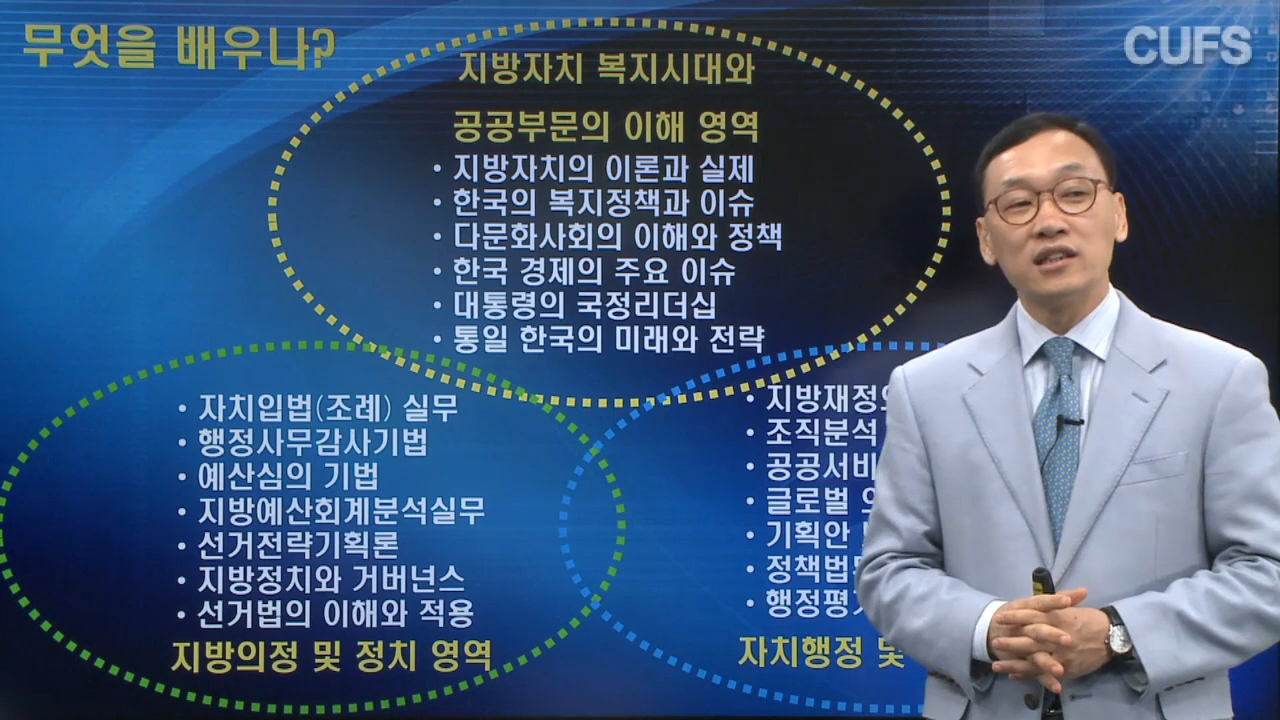 무엇을 배우나?
CUFS
지방자치 복지시대와
공공부문의 이해 영역
• 지방자치의 이론과 실제
• 한국의 복지정책과 이슈
• 다문화사회의 이해와 정책
• 한국 경제의 주요 이슈
• 대통령의 국정리더십
• 통일 한국의 미래와 전략
• 자치입법(조례) 실무
• 행정사무감사기법
• 예산심의 기법
• 지방예산회계분석실무
• 선거전략기획론
• 지방정치와 거버넌스
• 선거법의 이해와 적용
지방의정 및 정치 영역
• 지방재정
• 조직분석
• 공공서비
• 글로벌
• 기획안
• 정책법
• 행정평
자치행정 및